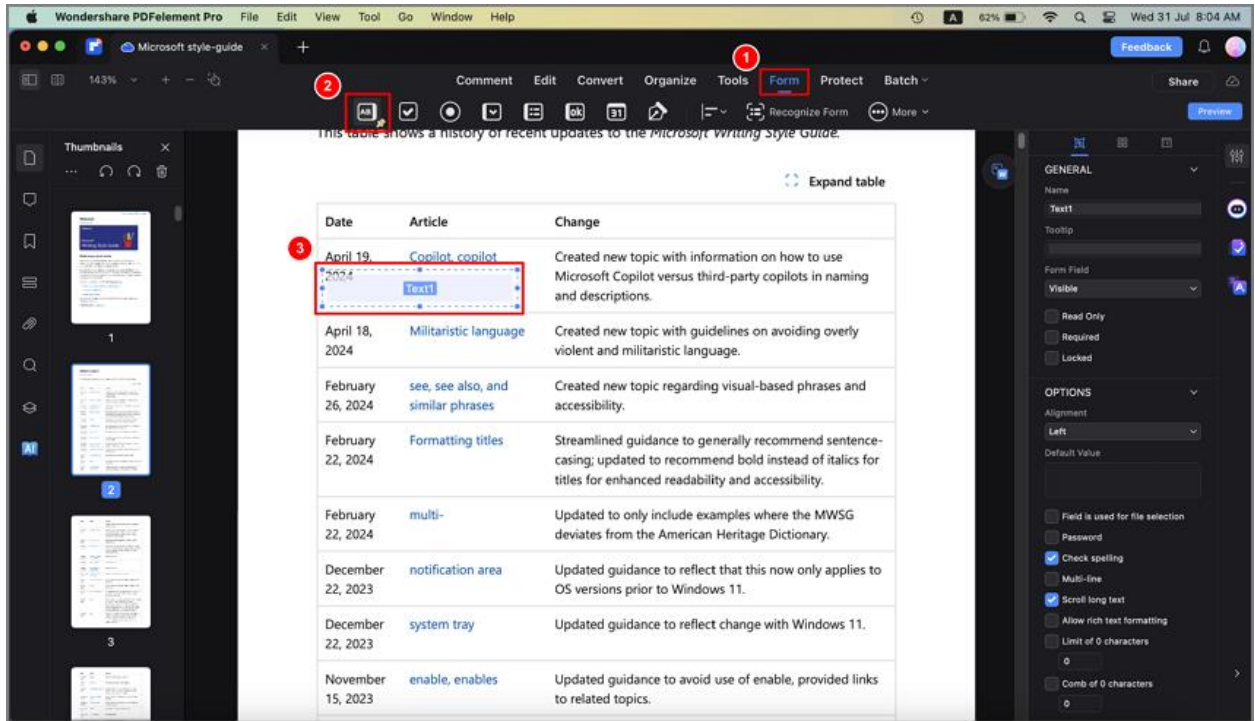 Wondershare PDFelement Pro File Edit View Tool Go Window Help A 62% Wed 31 Jul 8:04 AM
Microsoft style-guide × + Feedback
1
143% Comment Edit Convert Organize Tools Form Protect Batch Share
2
AB ok 31 Recognize Form More Preview
This table shows a history of recent updates to the Microsoft Writing Style Guide.
Thumbnails
Expand table
Date Article Change
3
April 19, 2024
Copilot, copilot
Text1
Created new topic with information on how to use
Microsoft Copilot versus third-party copilots in naming
and descriptions.
April 18,
2024
Militaristic language
Created new topic with guidelines on avoiding overly
violent and militaristic language.
February
26, 2024
see, see also, and
similar phrases
Created new topic regarding visual-based phrases and
accessibility.
February
22, 2024
Formatting titles
Streamlined guidance to generally recommend sentence-
casing; updated to recommend bold instead of italics for
titles for enhanced readability and accessibility.
February
22, 2024
multi-
Updated to only include examples where the MWSG
deviates from the American Heritage Dictionary.
December
22, 2023
notification area
Updated guidance to reflect that this now only applies to
OS versions prior to Windows 11.
December
22, 2023
system tray
Updated guidance to reflect change with Windows 11.
November
15, 2023
enable, enables
Updated guidance to avoid use of enable, provided links
to related topics.
1
2
3
AI
GENERAL
Name
Text1
Tooltip
Form Field
Visible
Read Only
Required
Locked
OPTIONS
Alignment
Left
Default Value
Field is used for file selection
Password
Check spelling
Multi-line
Scroll long text
Allow rich text formatting
Limit of 0 characters
0
Comb of 0 characters
0